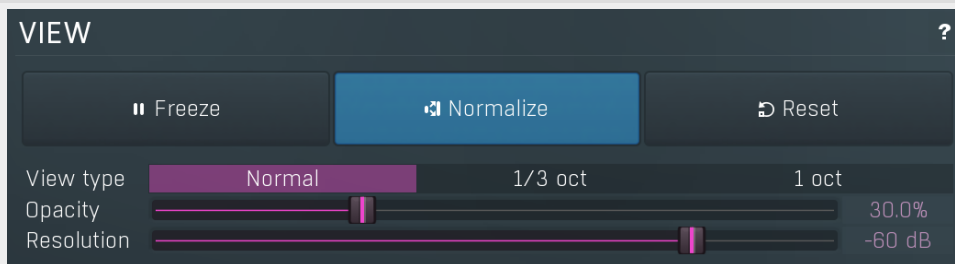 VIEW ?
Freeze Normalize Reset
View type Normal 1/3 oct 1 oct
Opacity 30.0%
Resolution -60 dB